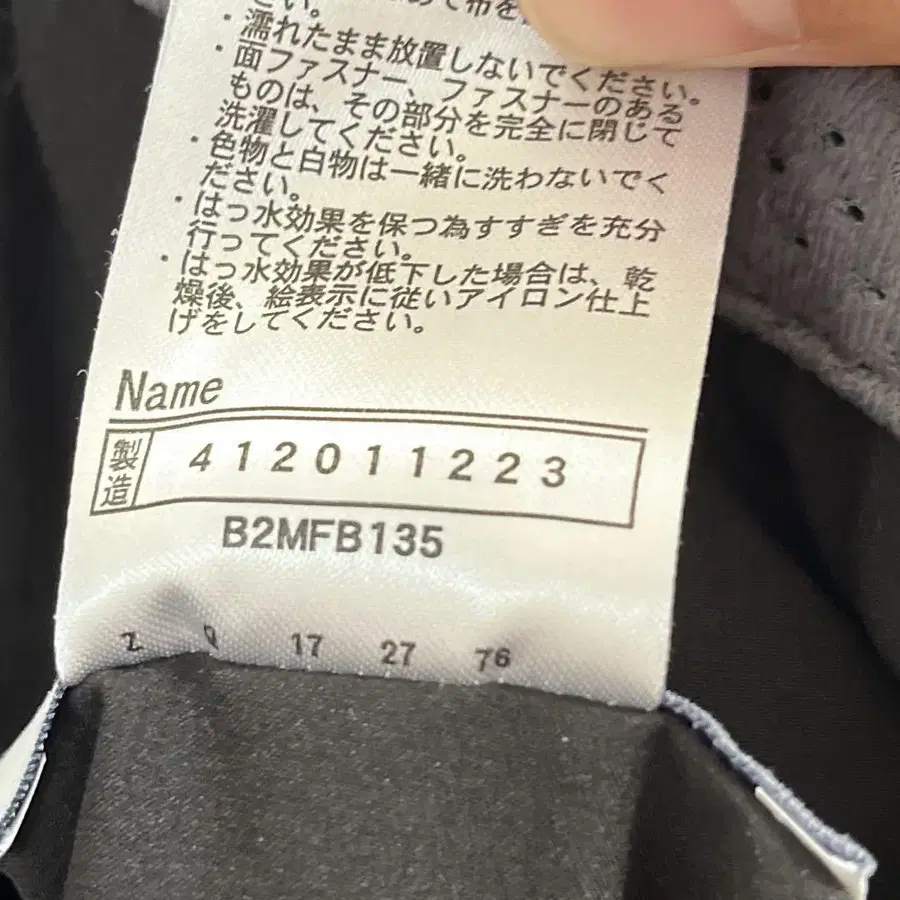 さい。
めて布を
・濡れたまま放置しないでください。
・面ファスナー、ファスナーのある
ものは、その部分を完全に閉じて
洗濯してください。
・色物と白物は一緒に洗わないでく
ださい。
・はっ水効果を保つ為すすぎを充分
行ってください。
・はっ水効果が低下した場合は、乾
燥後、絵表示に従いアイロン仕上
げをしてください。
Name
製造 412011223
B2MFB135
17 27 76